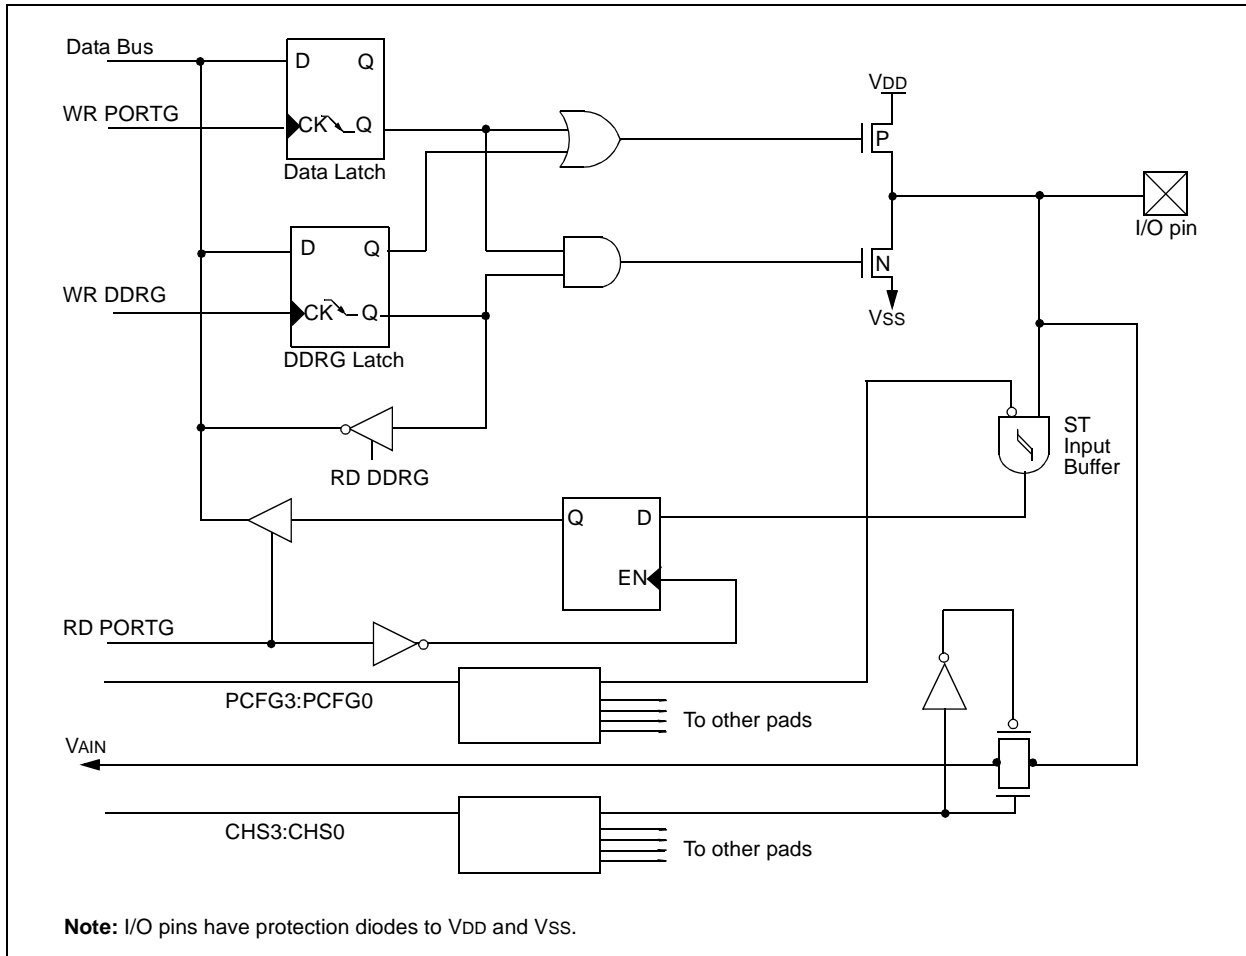 Data Bus
D Q
VDD
WR PORTG
CK Q
P
Data Latch
I/O pin
D Q
N
WR DDRG
CK Q
VSS
DDRG Latch
ST
Input
Buffer
RD DDRG
Q D
EN
RD PORTG
PCFG3:PCFG0
To other pads
VAIN
CHS3:CHS0
To other pads
Note: I/O pins have protection diodes to VDD and VSS.